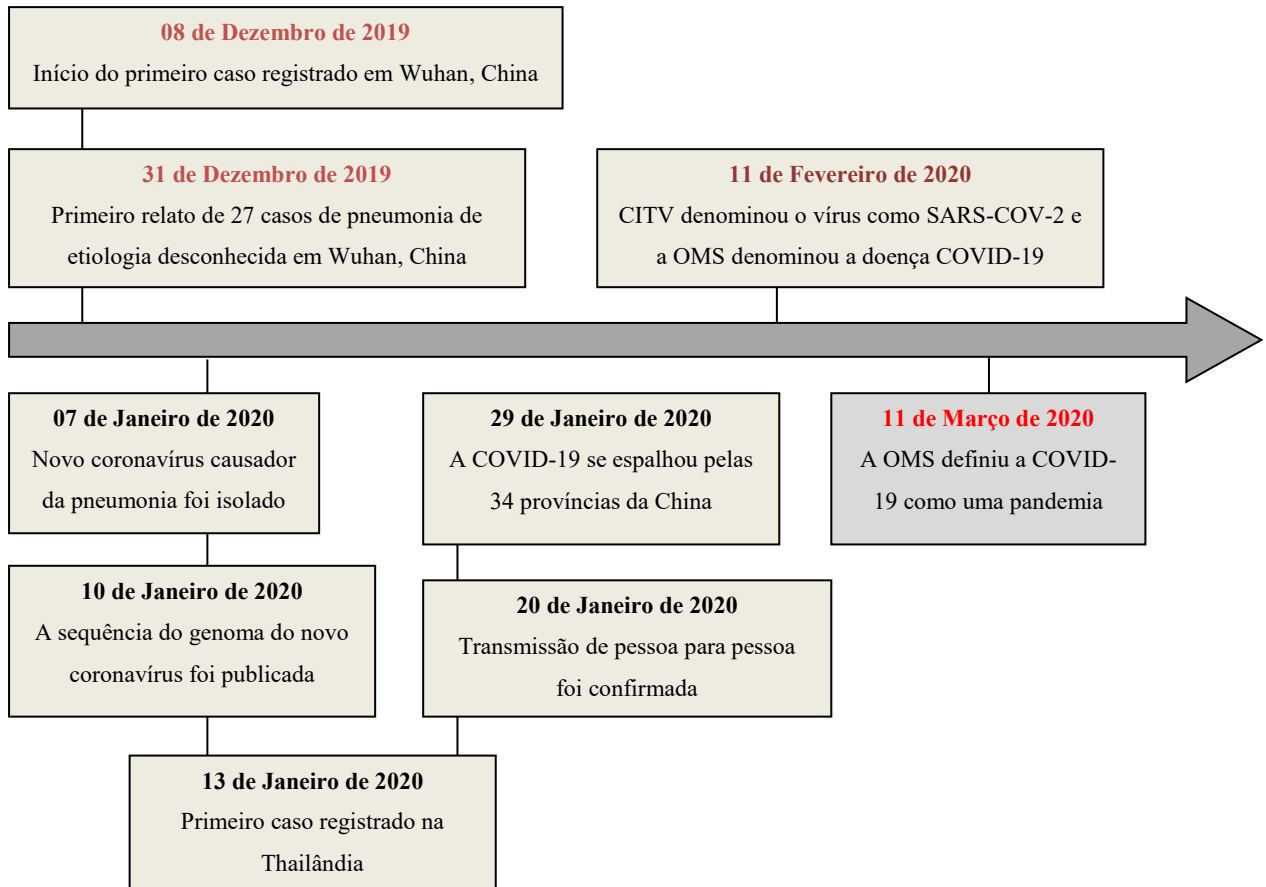 08 de Dezembro de 2019
Início do primeiro caso registrado em Wuhan, China
31 de Dezembro de 2019
Primeiro relato de 27 casos de pneumonia de
etiologia desconhecida em Wuhan, China
11 de Fevereiro de 2020
CITV denominou o vírus como SARS-COV-2 e
a OMS denominou a doença COVID-19
07 de Janeiro de 2020
Novo coronavírus causador
da pneumonia foi isolado
29 de Janeiro de 2020
A COVID-19 se espalhou pelas
34 províncias da China
11 de Março de 2020
A OMS definiu a COVID-
19 como uma pandemia
10 de Janeiro de 2020
A sequência do genoma do novo
coronavírus foi publicada
20 de Janeiro de 2020
Transmissão de pessoa para pessoa
foi confirmada
13 de Janeiro de 2020
Primeiro caso registrado na
Thailândia